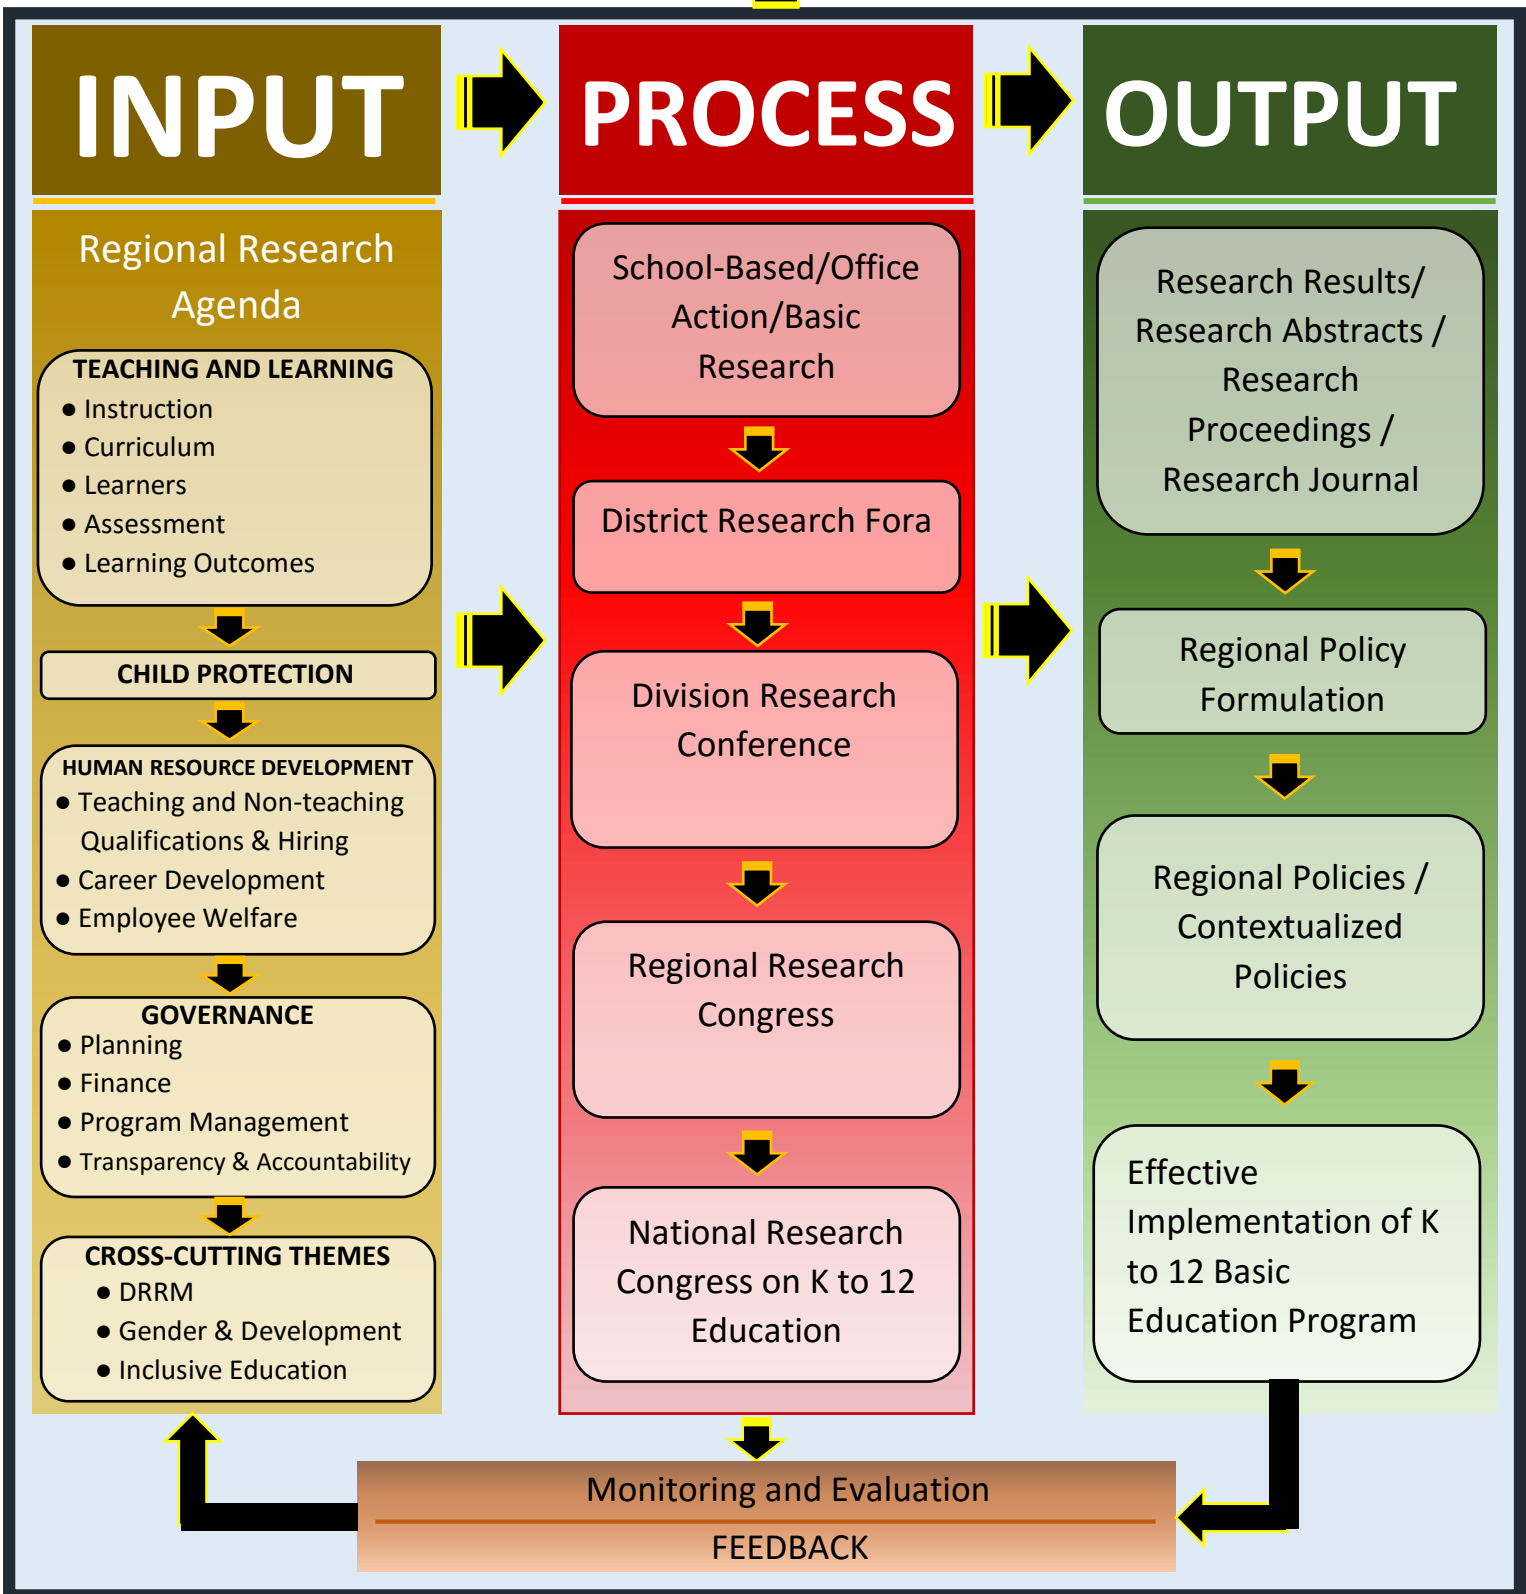 INPUT
Regional Research
Agenda
TEACHING AND LEARNING
● Instruction
● Curriculum
● Learners
● Assessment
● Learning Outcomes
CHILD PROTECTION
HUMAN RESOURCE DEVELOPMENT
● Teaching and Non-teaching
Qualifications & Hiring
● Career Development
● Employee Welfare
GOVERNANCE
● Planning
● Finance
● Program Management
● Transparency & Accountability
CROSS-CUTTING THEMES
● DRRM
● Gender & Development
● Inclusive Education
PROCESS
School-Based/Office
Action/Basic
Research
District Research Fora
Division Research
Conference
Regional Research
Congress
National Research
Congress on K to 12
Education
OUTPUT
Research Results/
Research Abstracts /
Research
Proceedings /
Research Journal
Regional Policy
Formulation
Regional Policies /
Contextualized
Policies
Effective
Implementation of K
to 12 Basic
Education Program
Monitoring and Evaluation
FEEDBACK